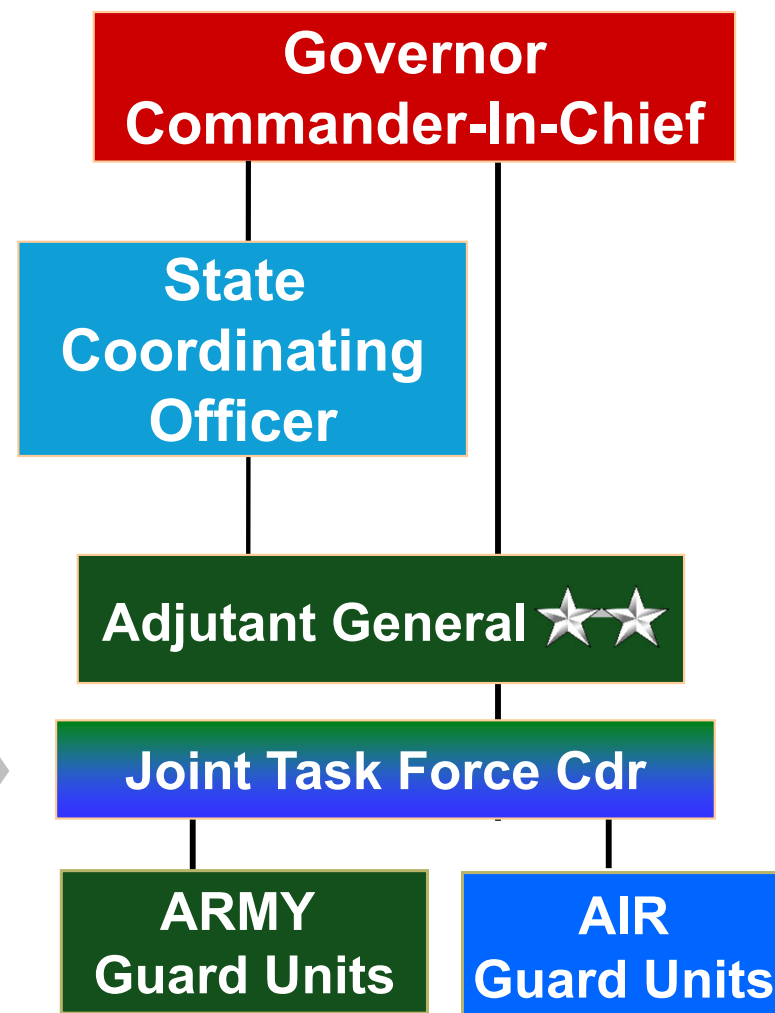 Governor
Commander-In-Chief
State
Coordinating
Officer
Adjutant General
Joint Task Force Cdr
ARMY
Guard Units
AIR
Guard Units